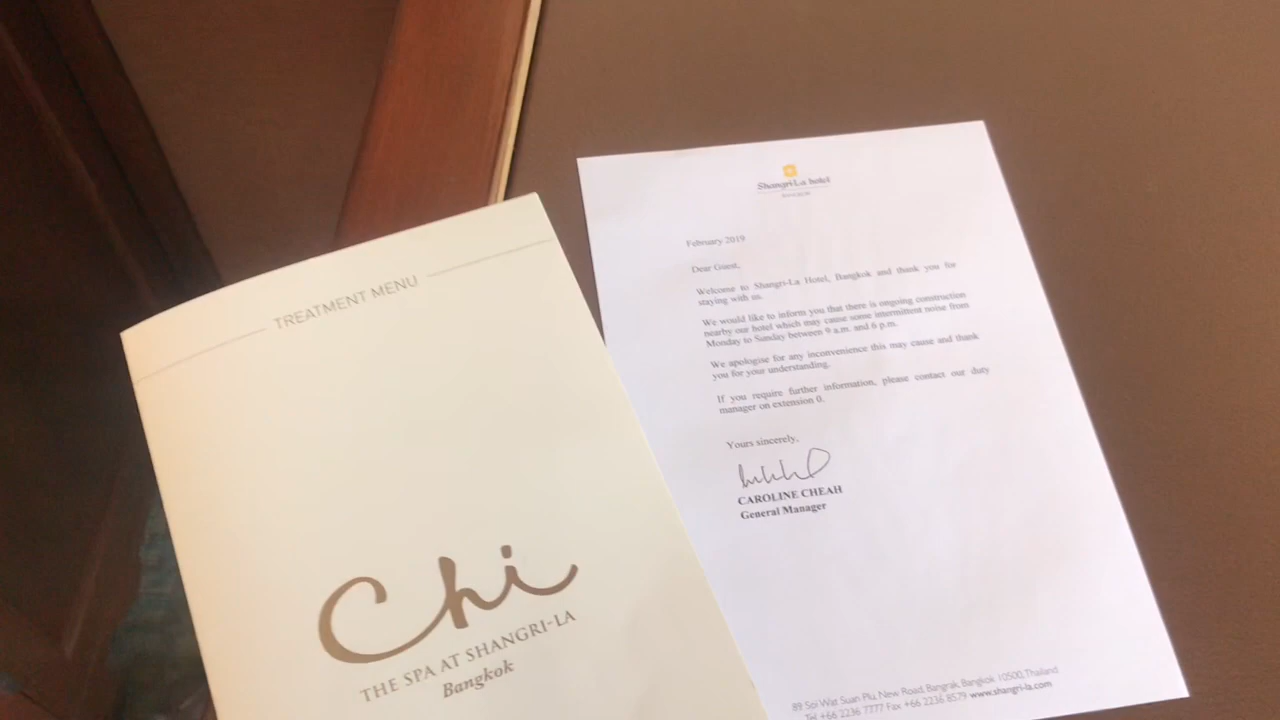 TREATMENT MENU
Chi
THE SPA AT SHANGRI-LA
Bangkok
Shangri-La hotel
BANGKOK
February 2019
Dear Guest,
Welcome to Shangri-La Hotel, Bangkok and thank you for
staying with us.
We would like to inform you that there is ongoing construction
nearby our hotel which may cause some intermittent noise from
Monday to Sunday between 9 a.m. and 6 p.m.
We apologise for any inconvenience this may cause and thank
you for your understanding.
If you require further information, please contact our duty
manager on extension 0.
Yours sincerely,
CAROLINE CHEAH
General Manager
89 Soi Wat Suan Plu, New Road, Bangrak, Bangkok 10500, Thailand
Tel +66 2236 7777 Fax +66 2236 8579 www.shangri-la.com